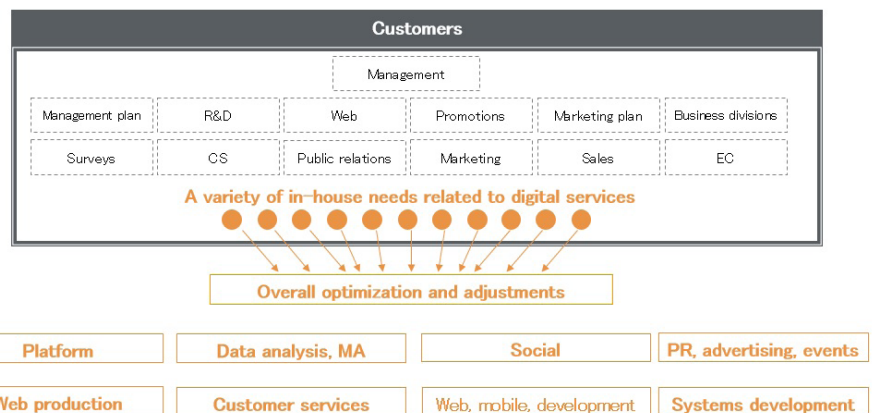 Customers
Management
Management plan R&D Web Promotions Marketing plan Business divisions
Surveys CS Public relations Marketing Sales EC
A variety of in-house needs related to digital services
Overall optimization and adjustments
Platform Data analysis, MA Social PR, advertising, events
Web production Customer services Web, mobile, development Systems development